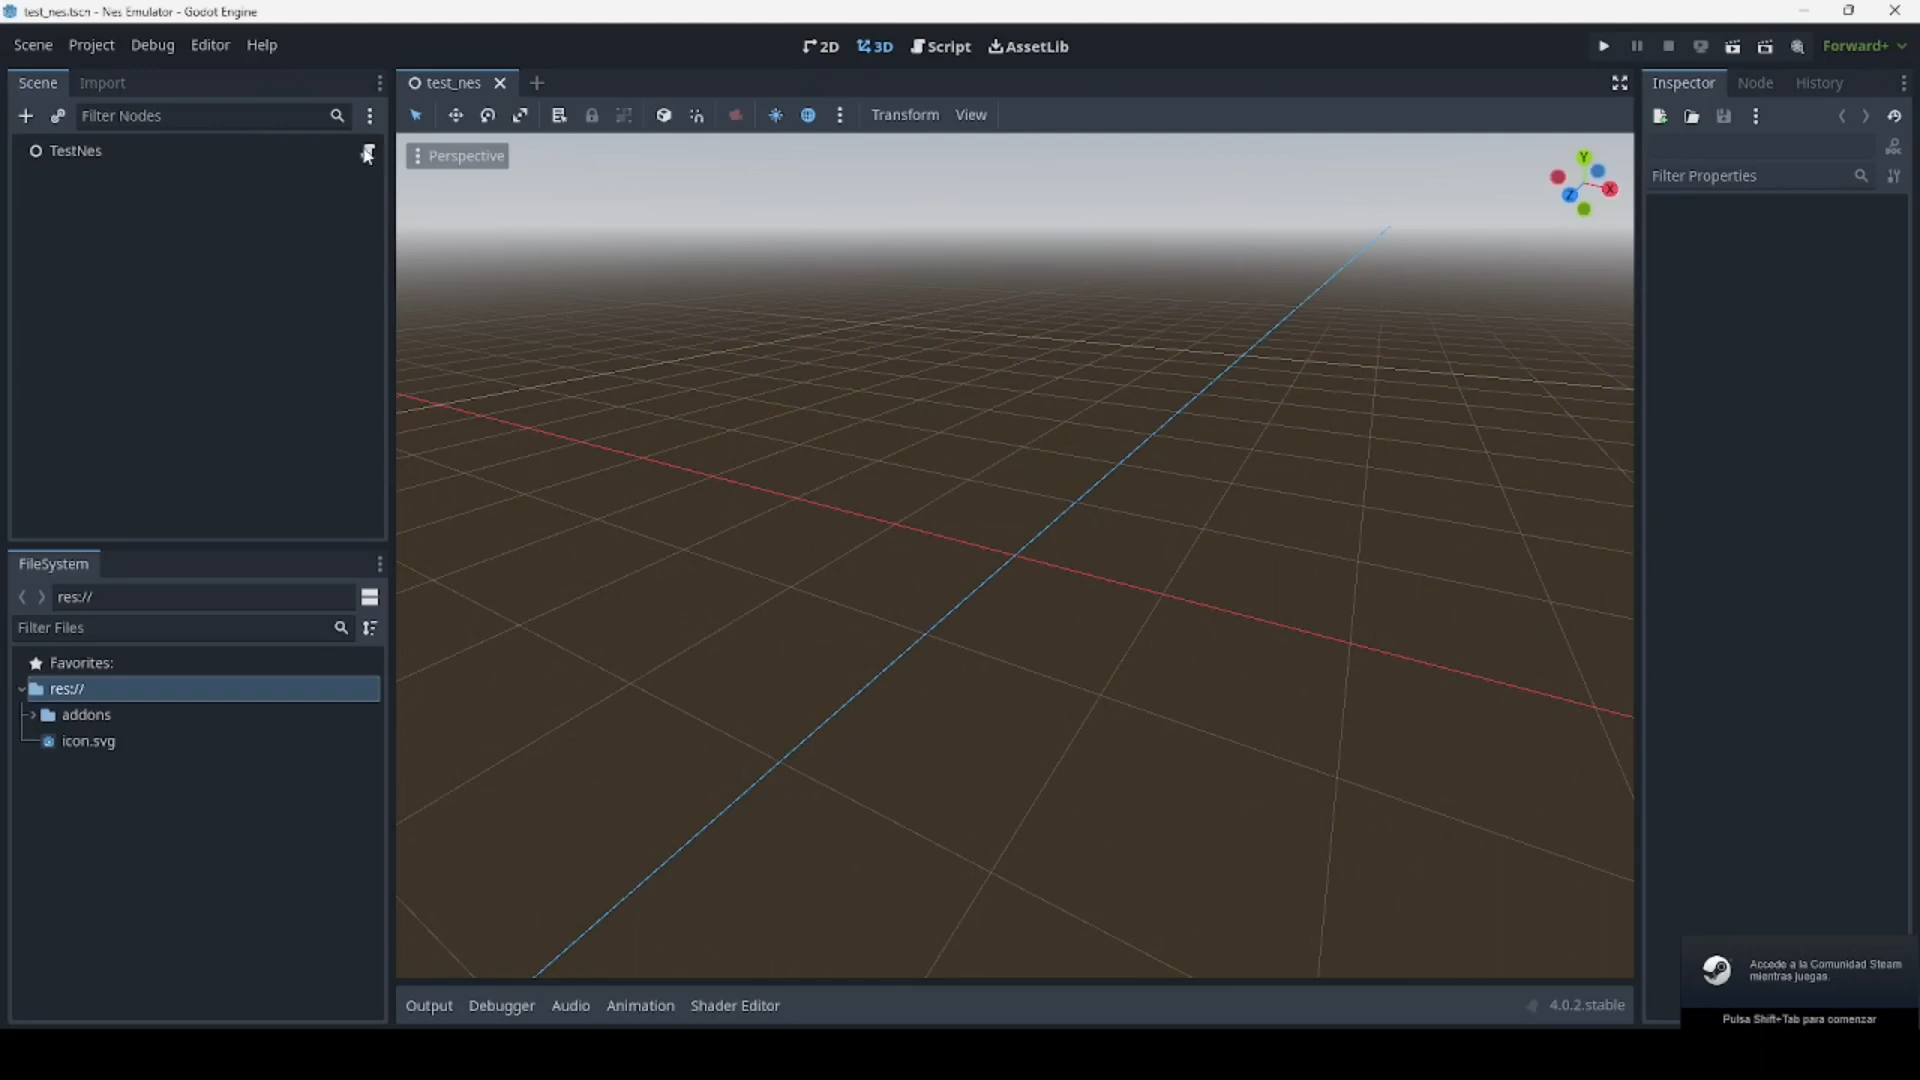 test_nes.tscn - Nes Emulator - Godot Engine
Scene Project Debug Editor Help
2D 3D Script AssetLib
Forward+
Scene Import
test_nes
Inspector Node History
Filter Nodes
Transform View
TestNes
Perspective
Y
X
Z
Filter Properties
FileSystem
res://
Filter Files
Favorites:
res://
addons
icon.svg
Output Debugger Audio Animation Shader Editor
4.0.2.stable
Accede a la Comunidad Steam
mientras juegas.
Pulsa Shift+Tab para comenzar